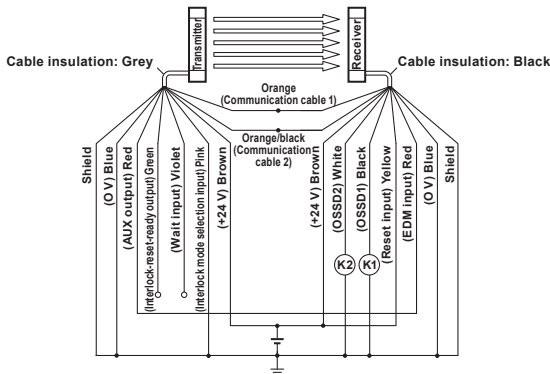 Transmitter
Receiver
Cable insulation: Grey
Cable insulation: Black
Orange
(Communication cable 1)
Orange/black
(Communication
cable 2)
Shield
(O V) Blue
(AUX output) Red
(Interlock-reset-ready output) Green
(Wait input) Violet
(Interlock mode selection input) Pink
(+24 V) Brown
(+24 V) Brown
(OSSD2) White
(OSSD1) Black
(Reset input) Yellow
(EDM input) Red
(O V) Blue
Shield
K2
K1